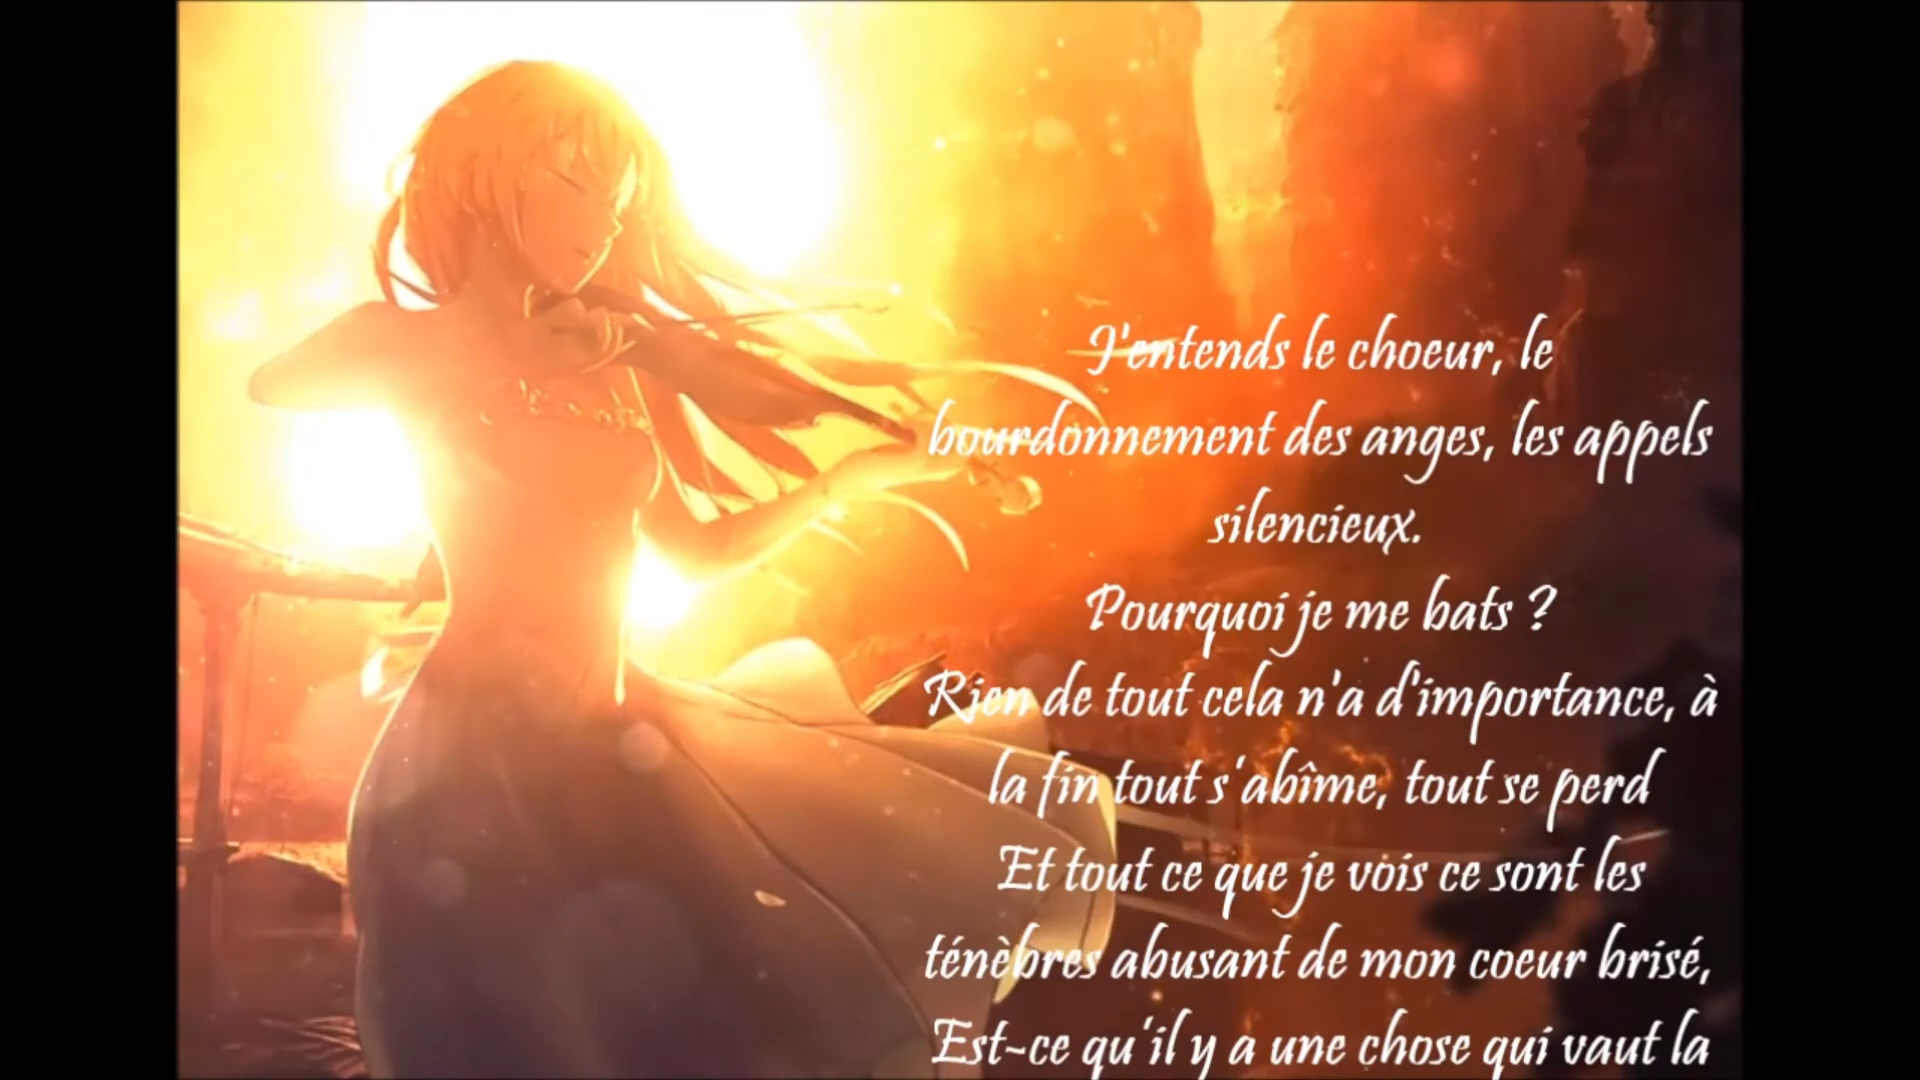 J'entends le choeur, le
bourdonnement des anges, les appels
silencieux.
Pourquoi je me bats ?
Rien de tout cela n'a d'importance, à
la fin tout s'abîme, tout se perd
Et tout ce que je vois ce sont les
ténèbres abusant de mon coeur brisé,
Est-ce qu'il y a une chose qui vaut la